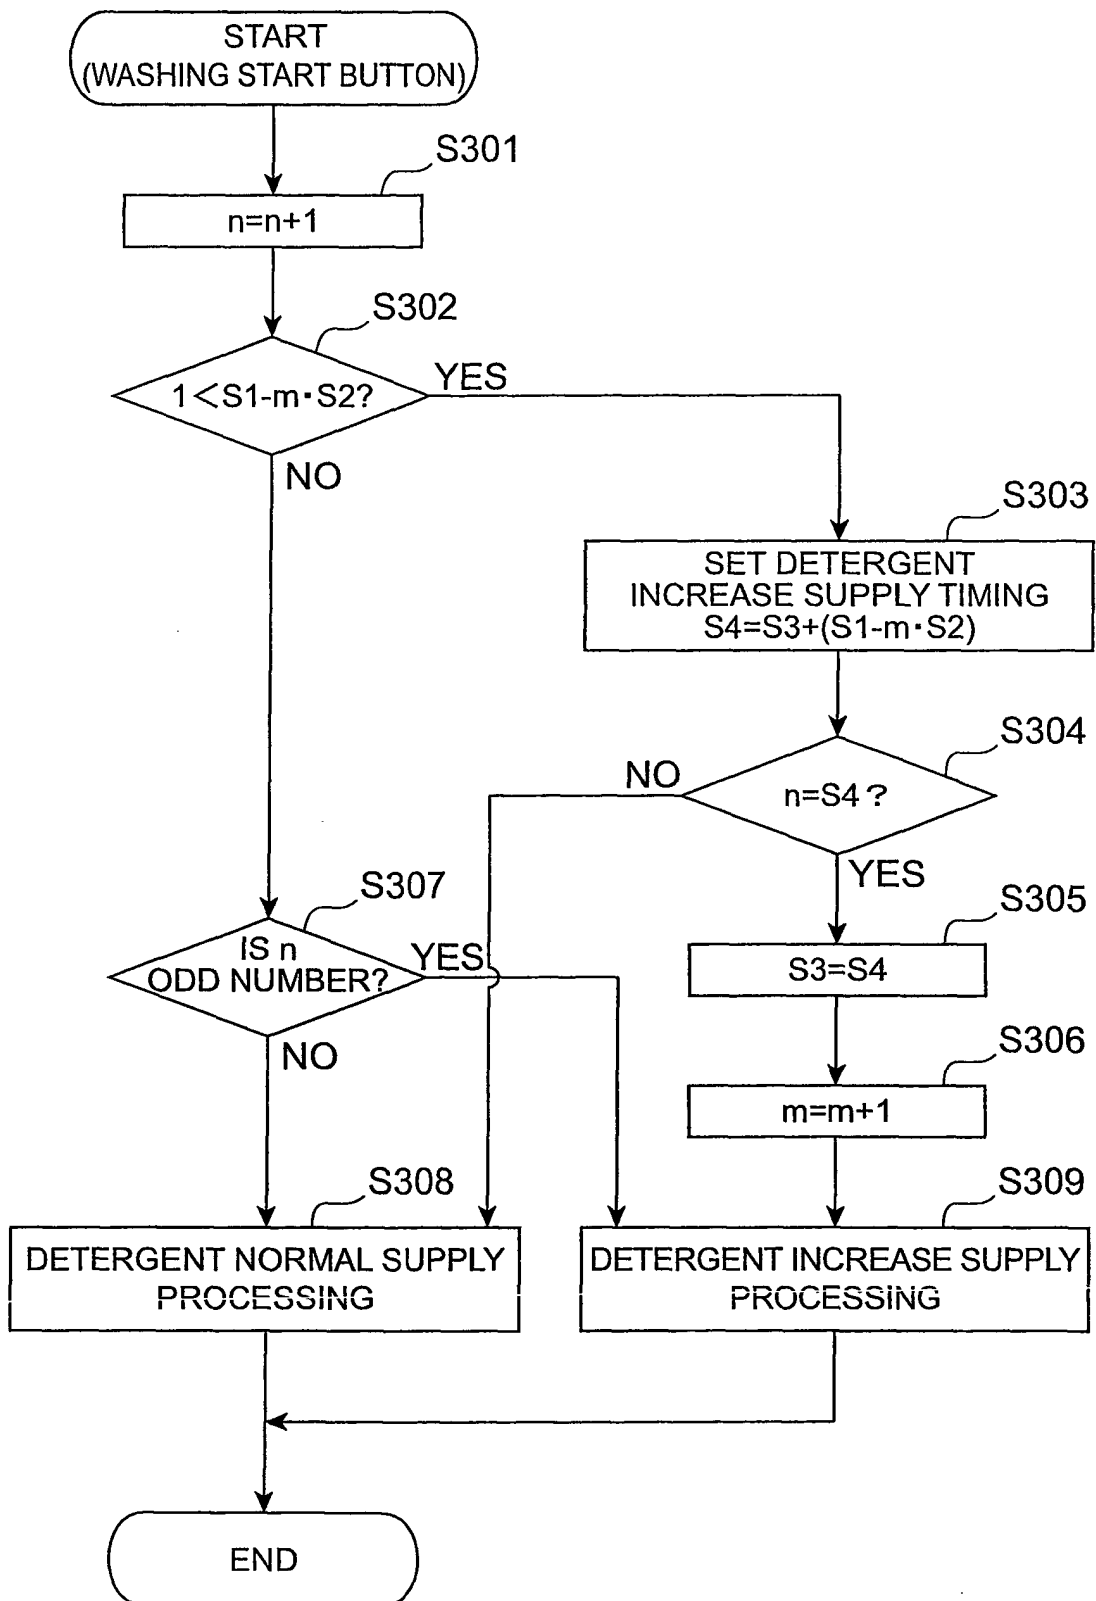 START
(WASHING START BUTTON)
S301
n=n+1
S302
1<S1-m・S2?
YES
NO
S303
SET DETERGENT
INCREASE SUPPLY TIMING
S4=S3+(S1-m・S2)
S304
NO
n=S4?
YES
S307
IS n
ODD NUMBER?
YES
NO
S305
S3=S4
S306
m=m+1
S308
DETERGENT NORMAL SUPPLY
PROCESSING
S309
DETERGENT INCREASE SUPPLY
PROCESSING
END